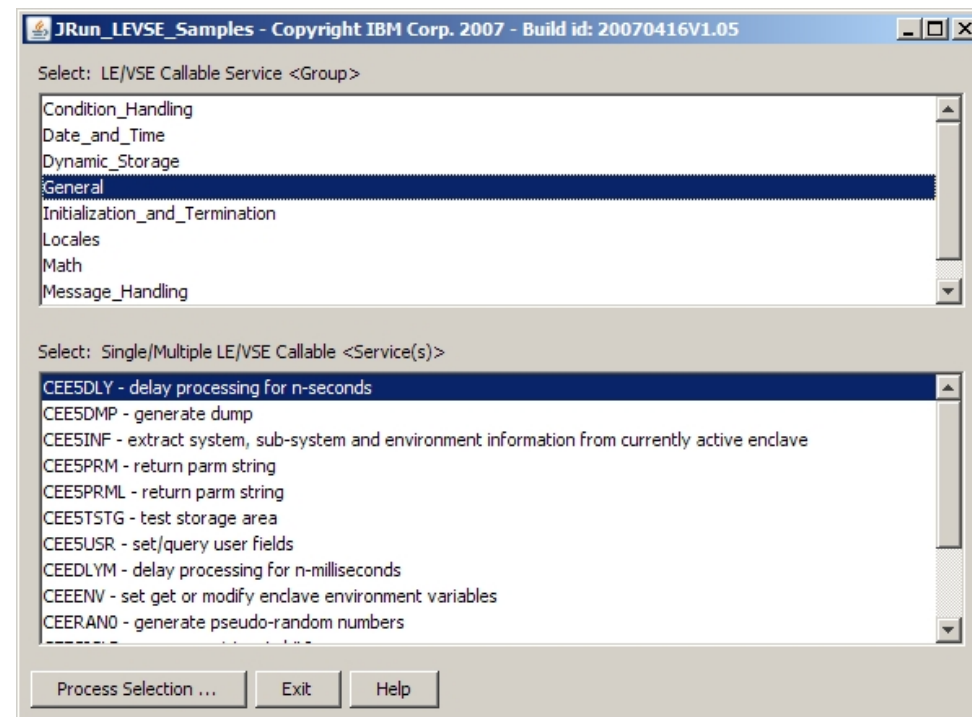 JRun_LEVSE_Samples - Copyright IBM Corp. 2007 - Build id: 20070416V1.05
Select: LE/VSE Callable Service <Group>
Condition_Handling
Date_and_Time
Dynamic_Storage
General
Initialization_and_Termination
Locales
Math
Message_Handling
Select: Single/Multiple LE/VSE Callable <Service(s)>
CEE5DLY - delay processing for n-seconds
CEE5DMP - generate dump
CEE5INF - extract system, sub-system and environment information from currently active enclave
CEE5PRM - return parm string
CEE5PRML - return parm string
CEE5TSTG - test storage area
CEE5USR - set/query user fields
CEEDLYM - delay processing for n-milliseconds
CEEENV - set get or modify enclave environment variables
CEERAN0 - generate pseudo-random numbers
Process Selection ... Exit Help